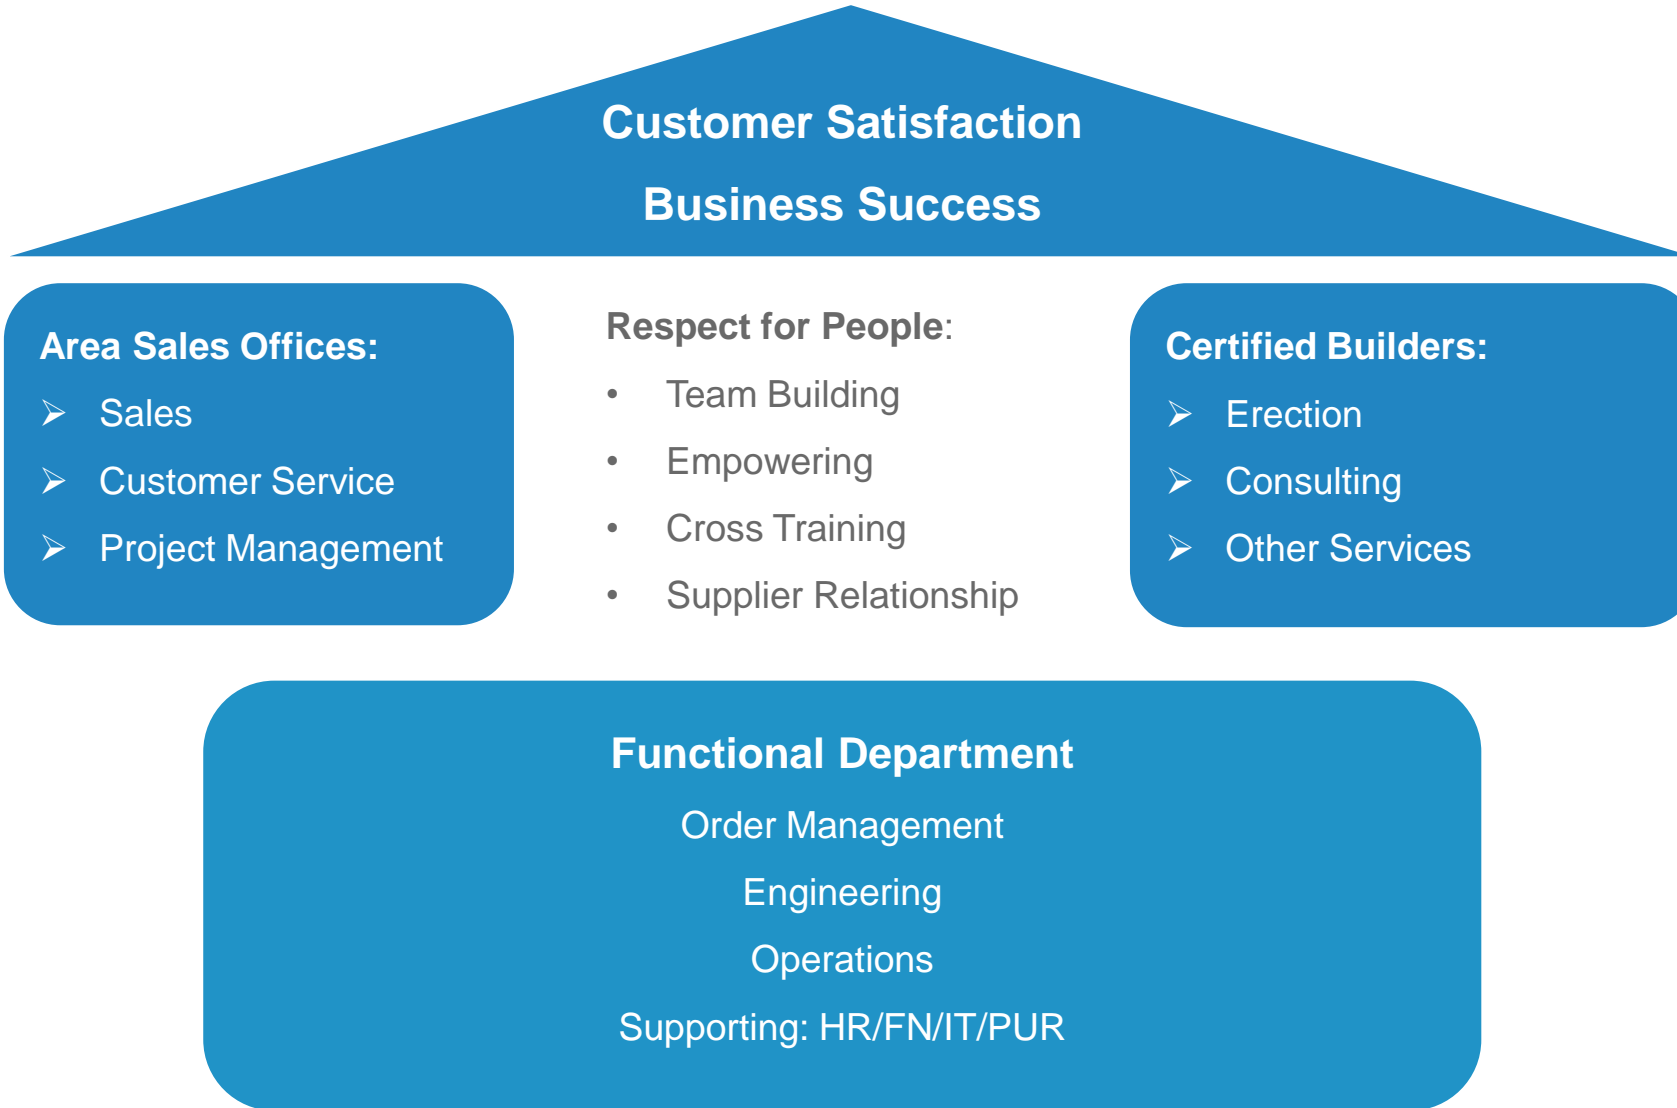 Customer Satisfaction
Business Success
Area Sales Offices:
➢ Sales
➢ Customer Service
➢ Project Management
Respect for People:
• Team Building
• Empowering
• Cross Training
• Supplier Relationship
Certified Builders:
➢ Erection
➢ Consulting
➢ Other Services
Functional Department
Order Management
Engineering
Operations
Supporting: HR/FN/IT/PUR